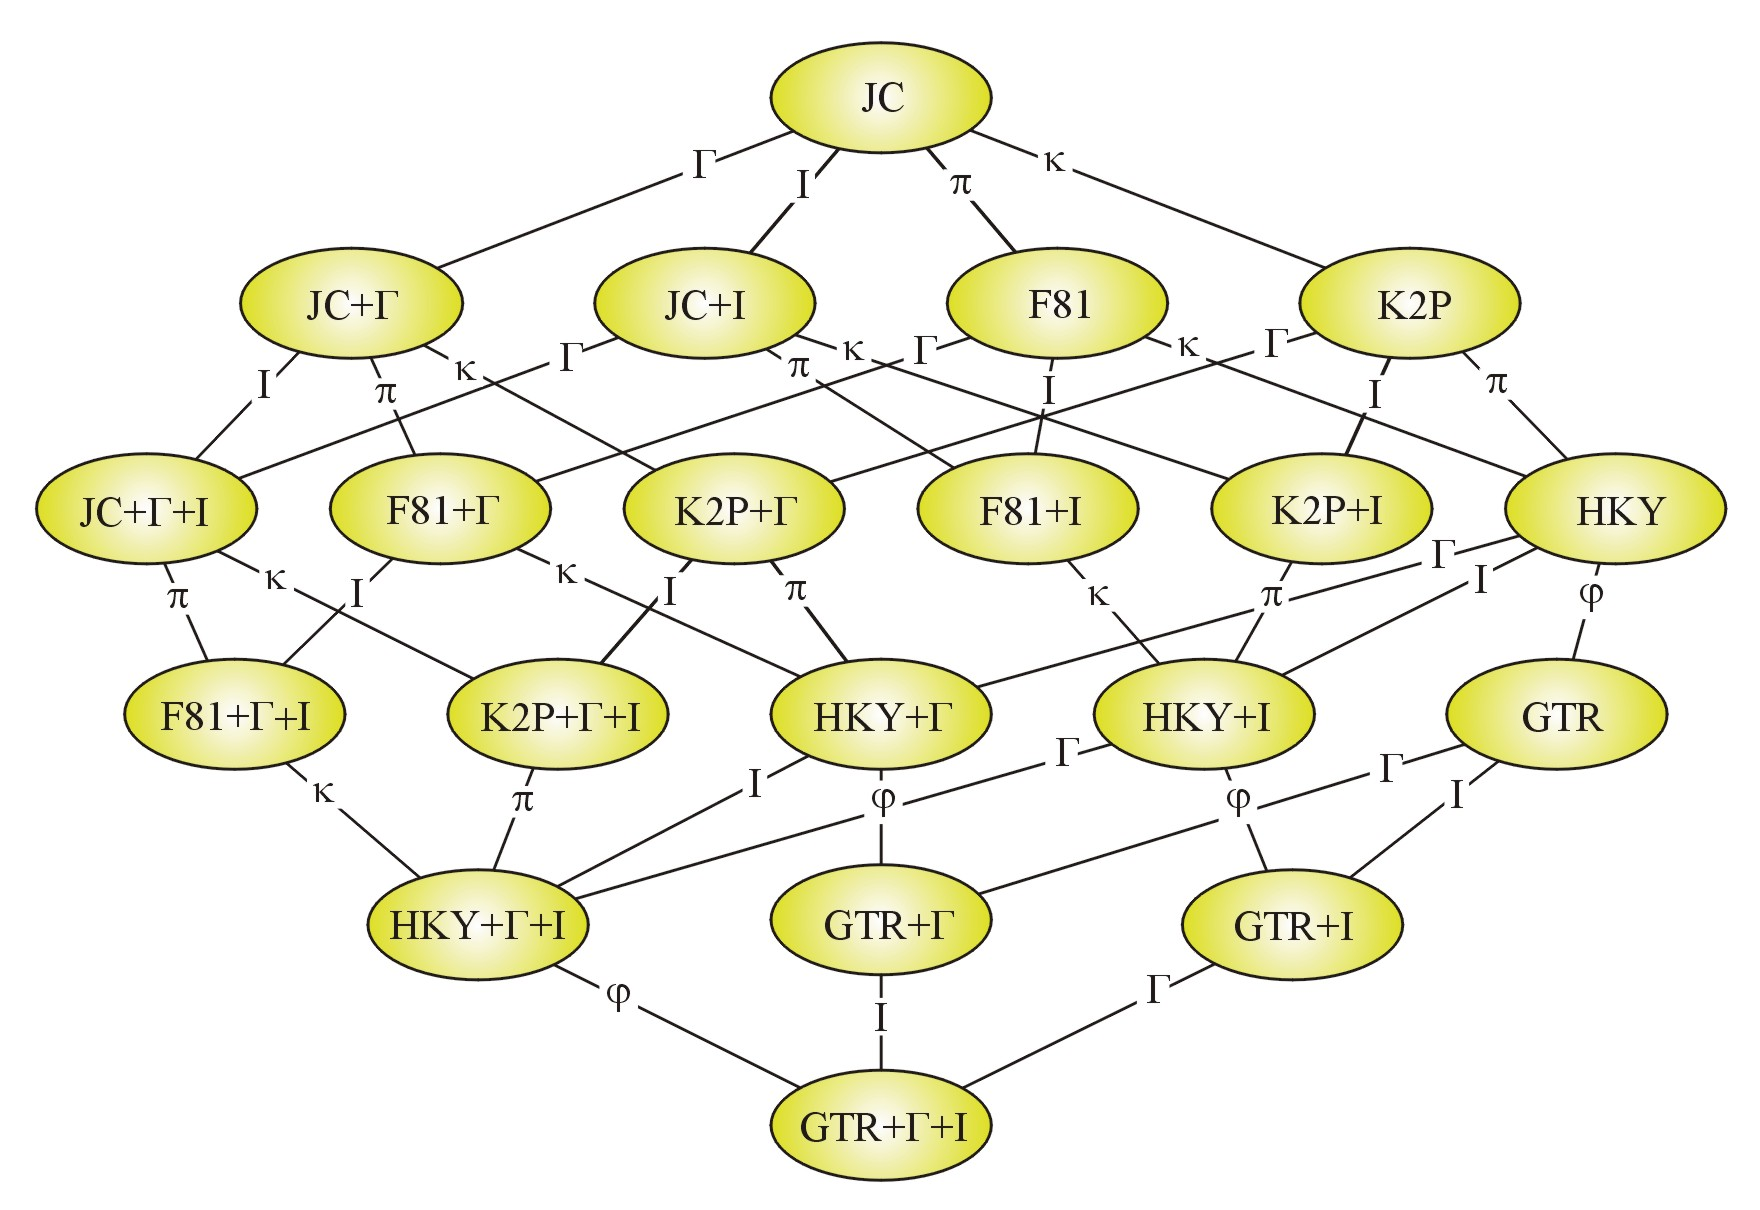 JC
Γ
I
π
κ
JC+Γ
JC+I
F81
K2P
I
π
κ
Γ
π
κ
Γ
I
κ
Γ
I
π
JC+Γ+I
F81+Γ
K2P+Γ
F81+I
K2P+I
HKY
π
κ
I
κ
I
π
κ
π
Γ
I
φ
F81+Γ+I
K2P+Γ+I
HKY+Γ
HKY+I
GTR
κ
π
I
φ
Γ
φ
Γ
I
HKY+Γ+I
GTR+Γ
GTR+I
φ
I
Γ
GTR+Γ+I